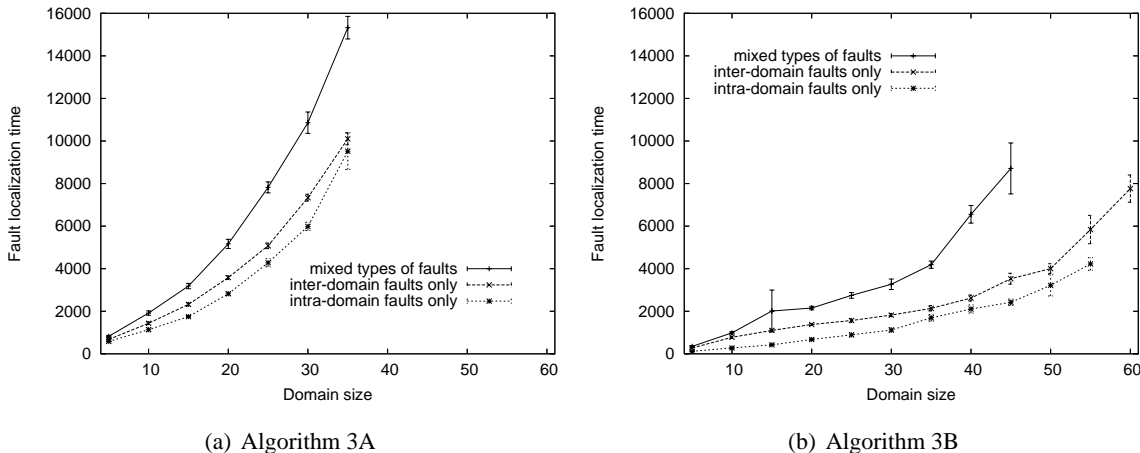 16000
14000
12000
10000
8000
6000
4000
2000
0
Fault localization time
mixed types of faults
inter-domain faults only
intra-domain faults only
10 20 30 40 50 60
Domain size
(a) Algorithm 3A
16000
14000
12000
10000
8000
6000
4000
2000
0
Fault localization time
mixed types of faults
inter-domain faults only
intra-domain faults only
10 20 30 40 50 60
Domain size
(b) Algorithm 3B